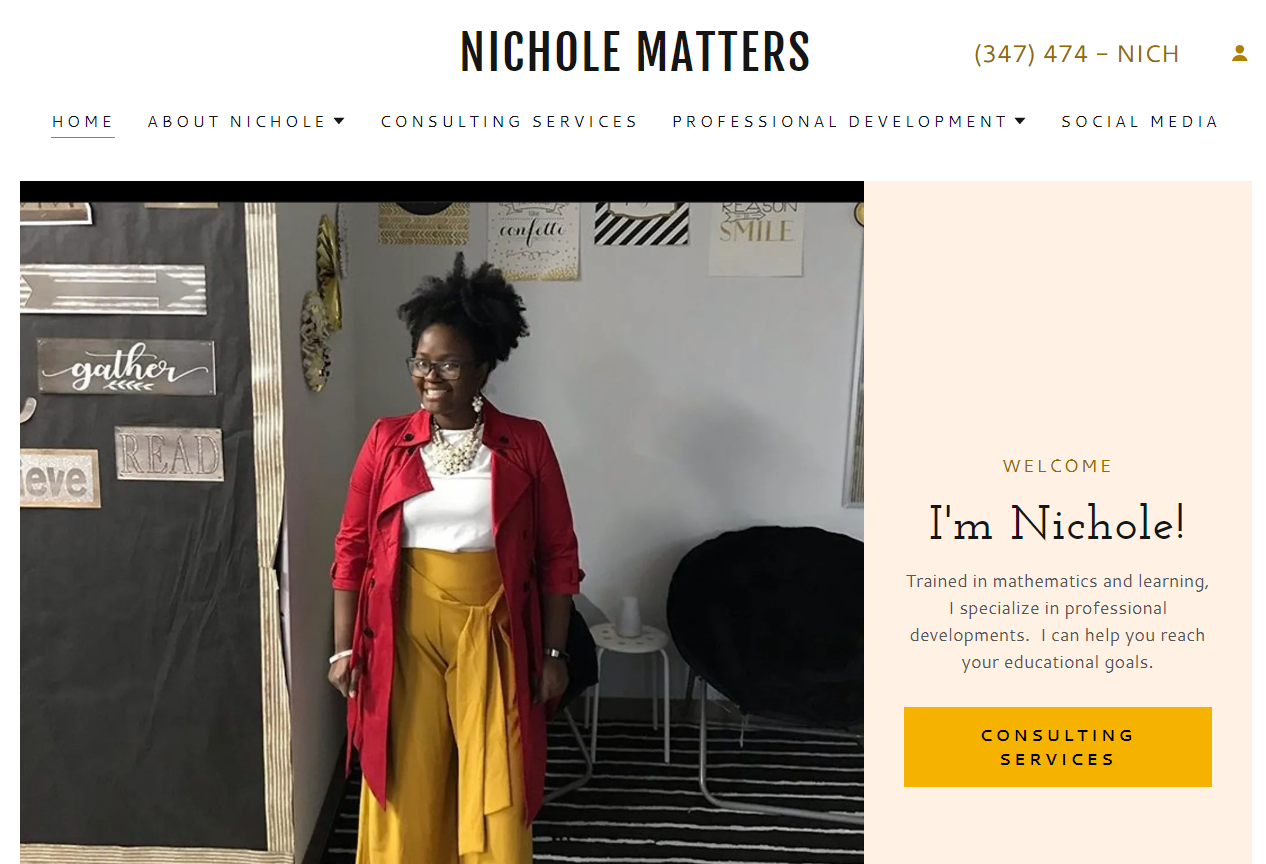 NICHOLE MATTERS
(347) 474 - NICH
HOME ABOUT NICHOLE CONSULTING SERVICES PROFESSIONAL DEVELOPMENT SOCIAL MEDIA
confetti
REASON
SMILE
gather
READ
ieve
WELCOME
I'm Nichole!
Trained in mathematics and learning,
I specialize in professional
developments.  I can help you reach
your educational goals.
CONSULTING
SERVICES